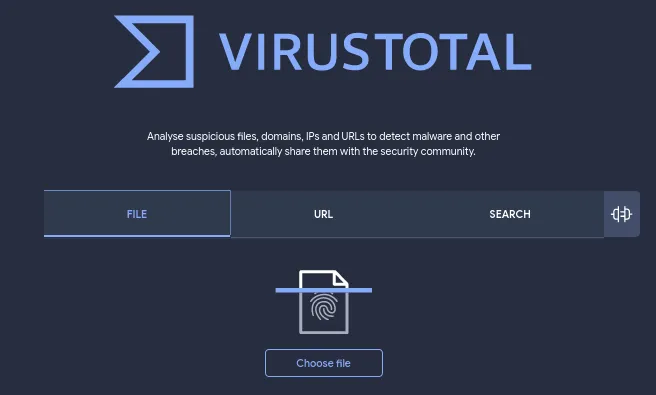 VIRUSTOTAL
Analyse suspicious files, domains, IPs and URLs to detect malware and other
breaches, automatically share them with the security community.
FILE
URL
SEARCH
Choose file